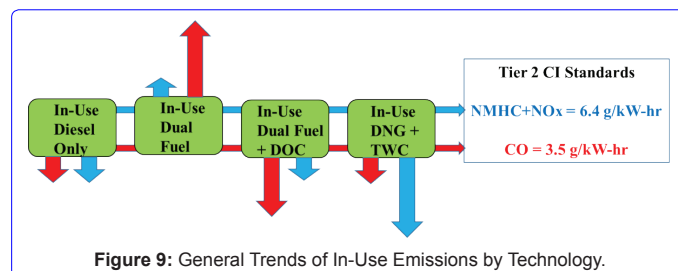 Tier 2 CI Standards
In-Use
Diesel
Only
In-Use
Dual
Fuel
In-Use
Dual Fuel
+ DOC
In-Use
DNG +
TWC
NMHC+NOx = 6.4 g/kW-hr
CO = 3.5 g/kW-hr
Figure 9: General Trends of In-Use Emissions by Technology.